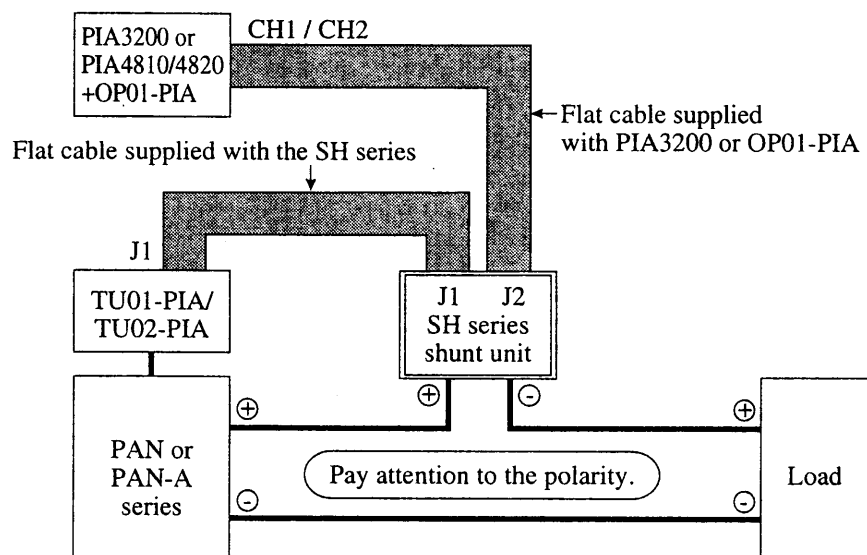 PIA3200 or
PIA4810/4820
+OP01-PIA
CH1 / CH2
Flat cable supplied
with PIA3200 or OP01-PIA
Flat cable supplied with the SH series
J1
TU01-PIA/
TU02-PIA
J1 J2
SH series
shunt unit
+ + - +
PAN or
PAN-A
series
Pay attention to the polarity.
Load
- -